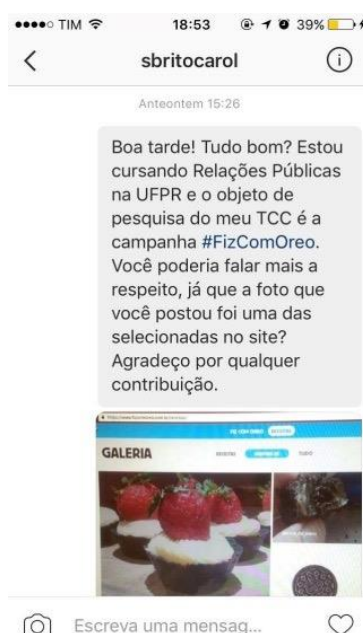 TIM 18:53 39%
sbritocarol
Anteontem 15:26
Boa tarde! Tudo bom? Estou
cursando Relações Públicas
na UFPR e o objeto de
pesquisa do meu TCC é a
campanha #FizComOreo.
Você poderia falar mais a
respeito, já que a foto que
você postou foi uma das
selecionadas no site?
Agradeço por qualquer
contribuição.
GALERIA
TUDO
Escreva uma mensag...